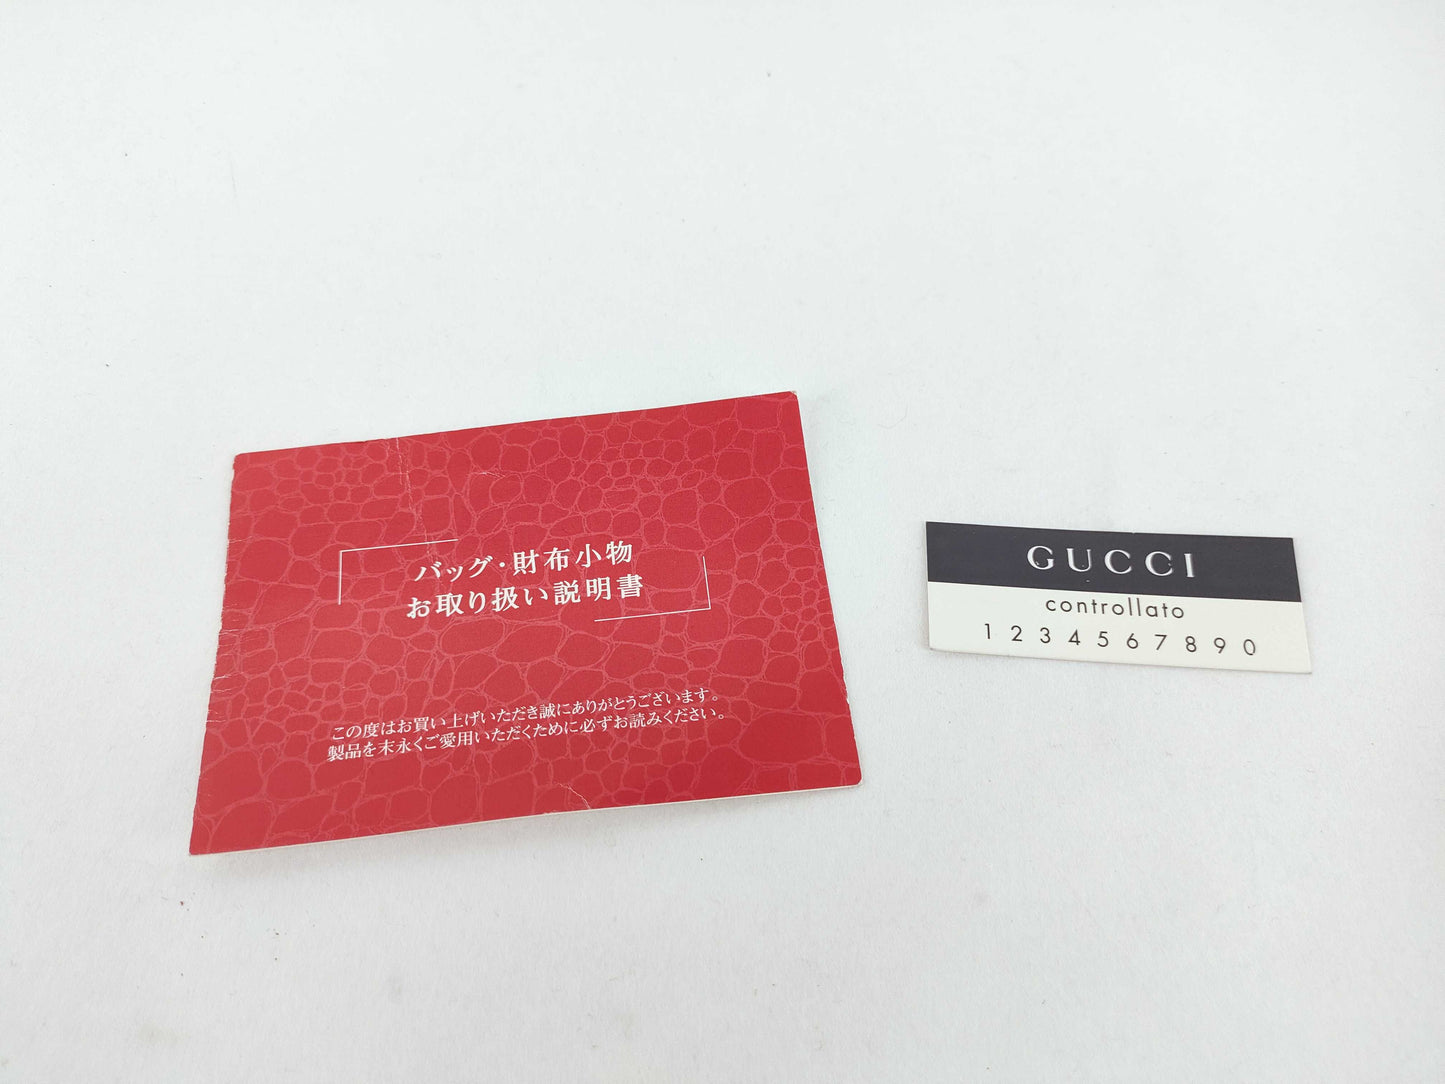 バッグ・財布小物
お取り扱い説明書
この度はお買い上げいただき誠にありがとうございます。
製品を末永くご愛用いただくために必ずお読みください。
GUCCI
controllato
1 2 3 4 5 6 7 8 9 0